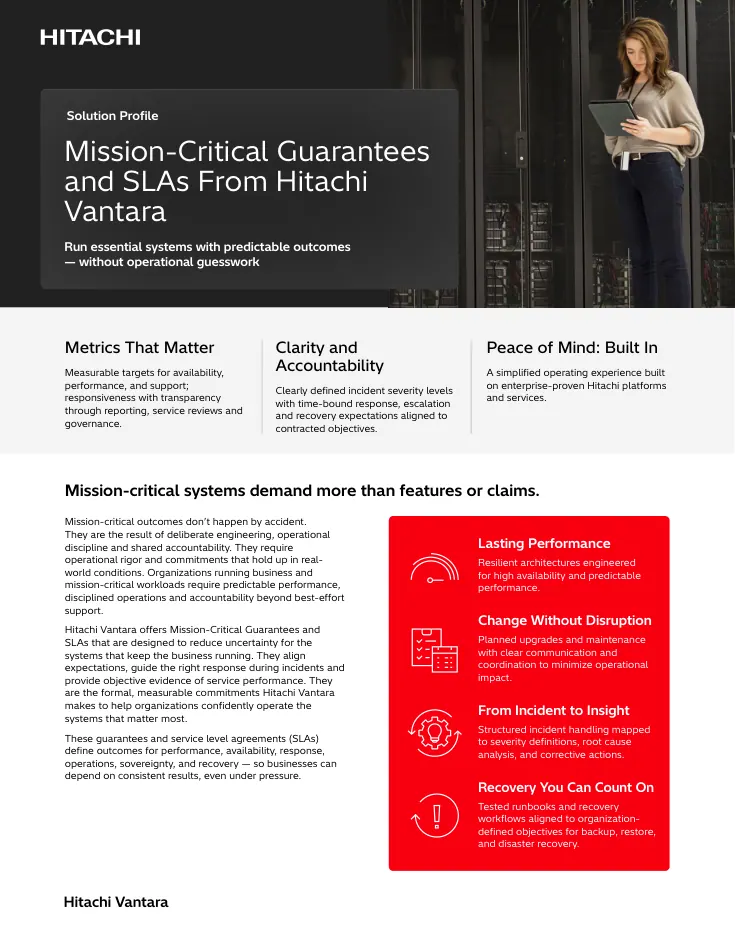 HITACHI
Solution Profile
Mission-Critical Guarantees
and SLAs From Hitachi
Vantara
Run essential systems with predictable outcomes
— without operational guesswork
Metrics That Matter
Measurable targets for availability,
performance, and support;
responsiveness with transparency
through reporting, service reviews and
governance.
Clarity and
Accountability
Clearly defined incident severity levels
with time-bound response, escalation
and recovery expectations aligned to
contracted objectives.
Peace of Mind: Built In
A simplified operating experience built
on enterprise-proven Hitachi platforms
and services.
Mission-critical systems demand more than features or claims.
Mission-critical outcomes don’t happen by accident.
They are the result of deliberate engineering, operational
discipline and shared accountability. They require
operational rigor and commitments that hold up in real-
world conditions. Organizations running business and
mission-critical workloads require predictable performance,
disciplined operations and accountability beyond best-effort
support.
Hitachi Vantara offers Mission-Critical Guarantees and
SLAs that are designed to reduce uncertainty for the
systems that keep the business running. They align
expectations, guide the right response during incidents and
provide objective evidence of service performance. They
are the formal, measurable commitments Hitachi Vantara
makes to help organizations confidently operate the
systems that matter most.
These guarantees and service level agreements (SLAs)
define outcomes for performance, availability, response,
operations, sovereignty, and recovery — so businesses can
depend on consistent results, even under pressure.
Lasting Performance
Resilient architectures engineered
for high availability and predictable
performance.
Change Without Disruption
Planned upgrades and maintenance
with clear communication and
coordination to minimize operational
impact.
From Incident to Insight
Structured incident handling mapped
to severity definitions, root cause
analysis, and corrective actions.
Recovery You Can Count On
Tested runbooks and recovery
workflows aligned to organization-
defined objectives for backup, restore,
and disaster recovery.
Hitachi Vantara